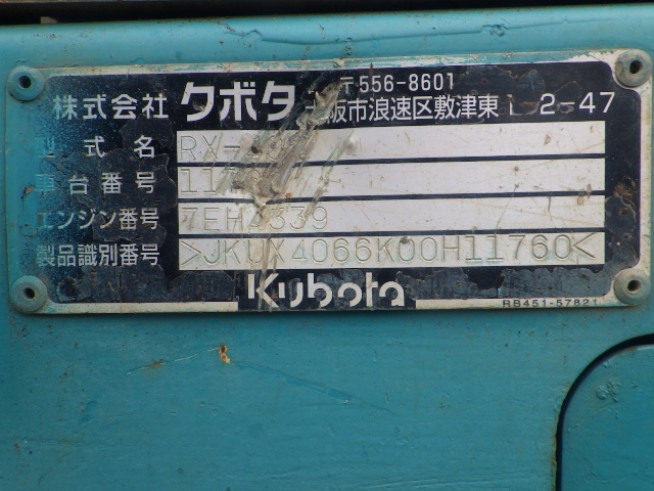 〒556-8601
株式会社 クボタ 大阪市浪速区敷津東1-2-47
型式名 RX-
車台番号 11
エンジン番号 7EH4339
製品識別番号 >JKUX4066K00H11760<
Kubota
RB451-57821